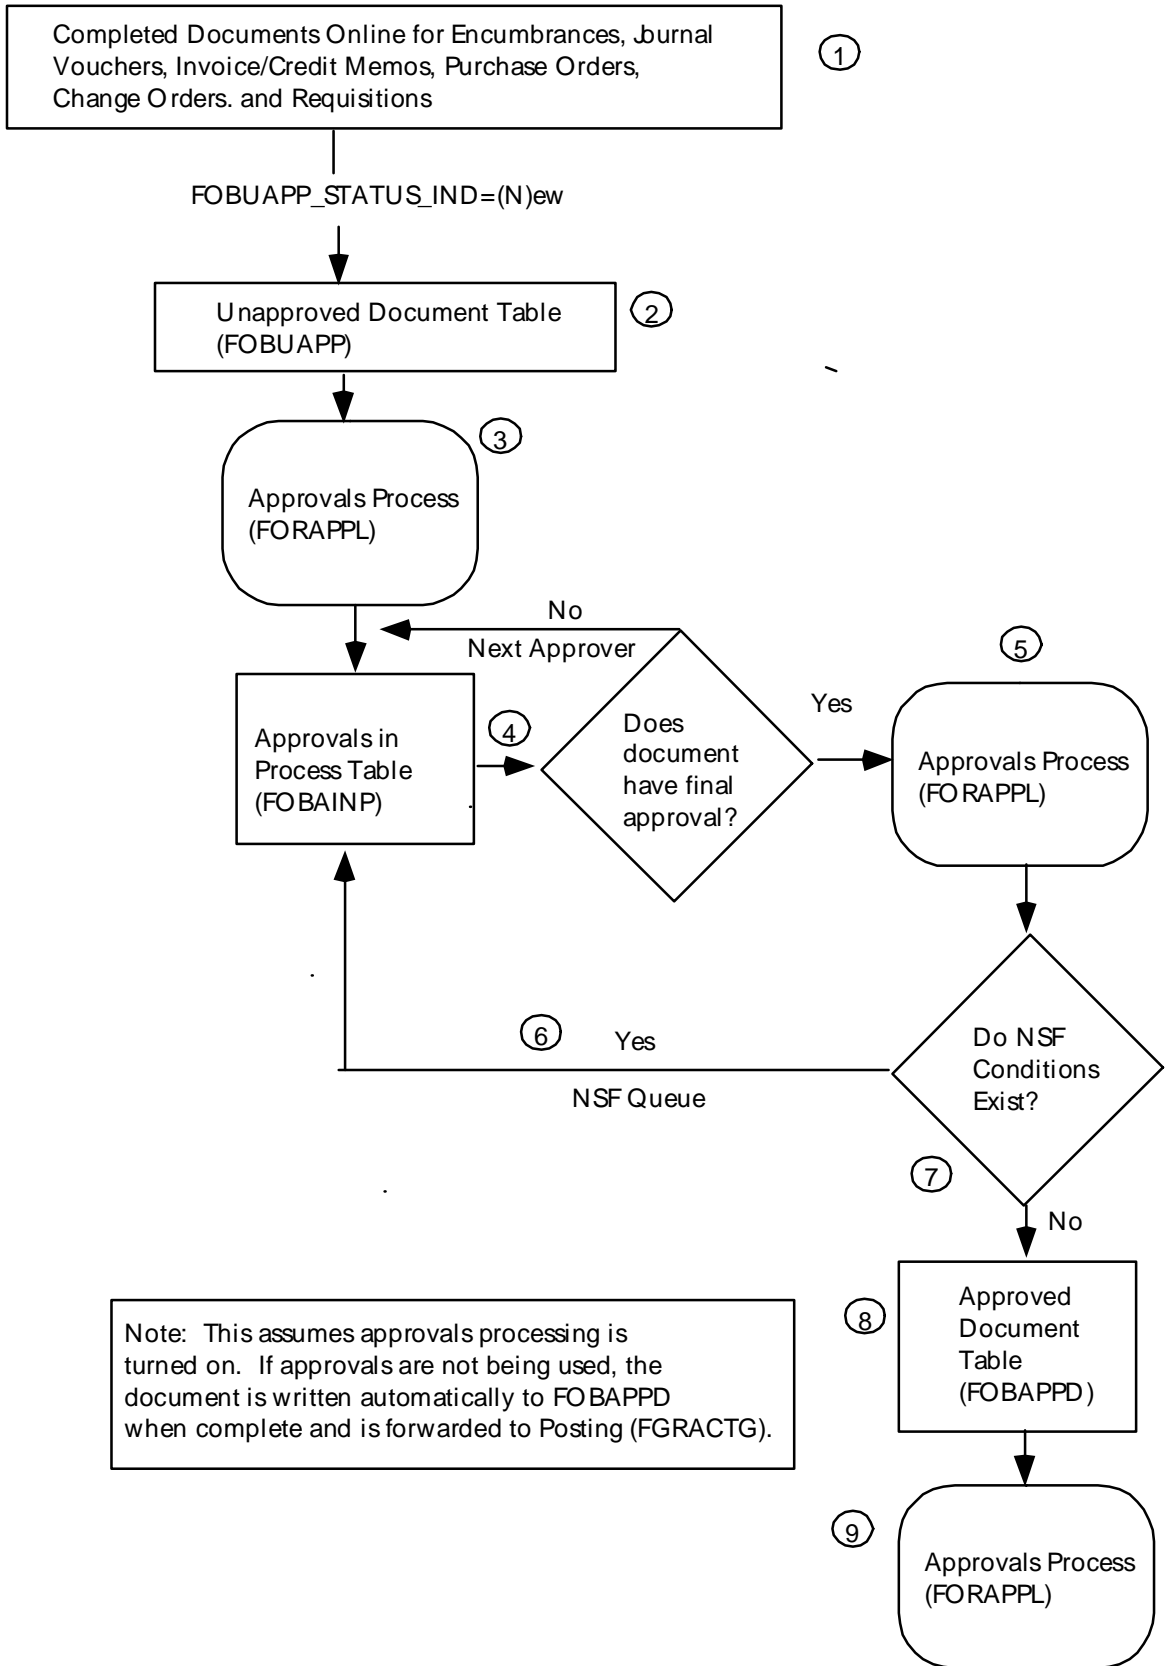 Completed Documents Online for Encumbrances, Journal
Vouchers, Invoice/Credit Memos, Purchase Orders,
Change Orders. and Requisitions
1
FOBUAPP_STATUS_IND=(N)ew
Unapproved Document Table
(FOBUAPP)
2
3
Approvals Process
(FORAPPL)
No
Next Approver
5
Yes
4
Does
document
have final
approval?
Approvals in
Process Table
(FOBAINP)
Approvals Process
(FORAPPL)
6
Yes
NSF Queue
Do NSF
Conditions
Exist?
7
No
8
Approved
Document
Table
(FOBAPPD)
Note: This assumes approvals processing is
turned on. If approvals are not being used, the
document is written automatically to FOBAPPD
when complete and is forwarded to Posting (FGRACTG).
9
Approvals Process
(FORAPPL)